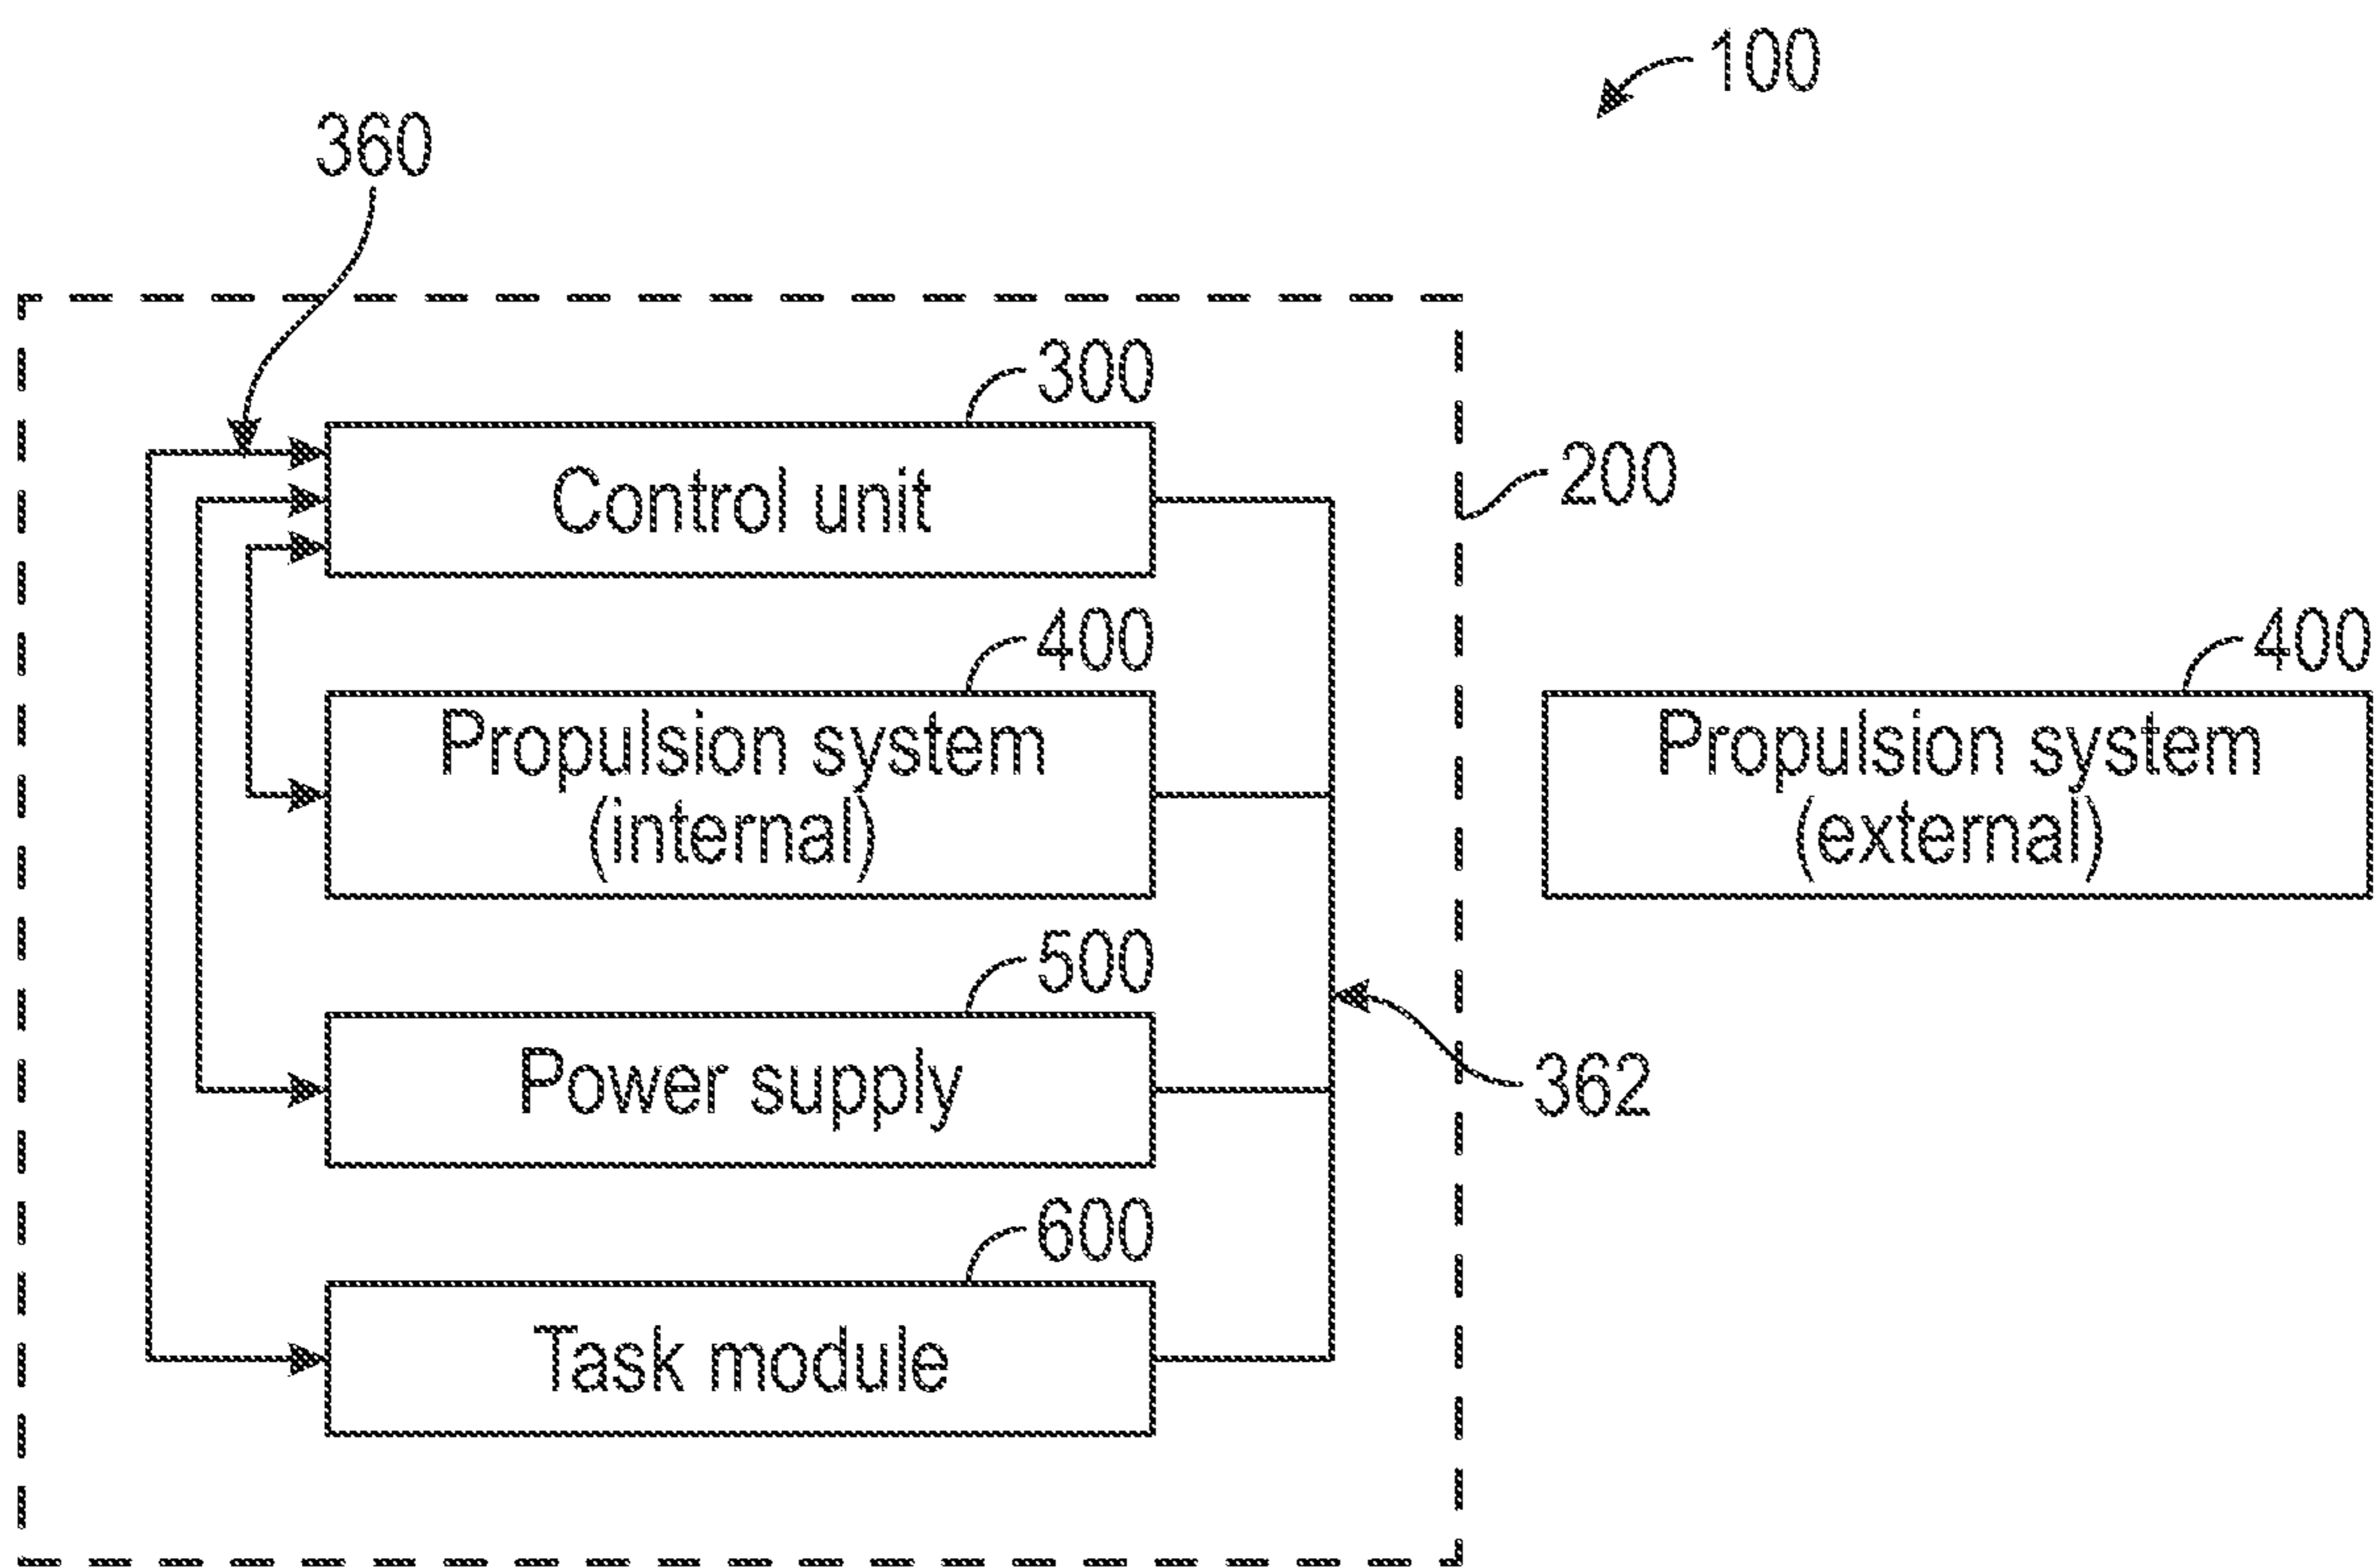 100
360
300
Control unit
200
400
Propulsion system
(internal)
400
Propulsion system
(external)
500
Power supply
362
600
Task module